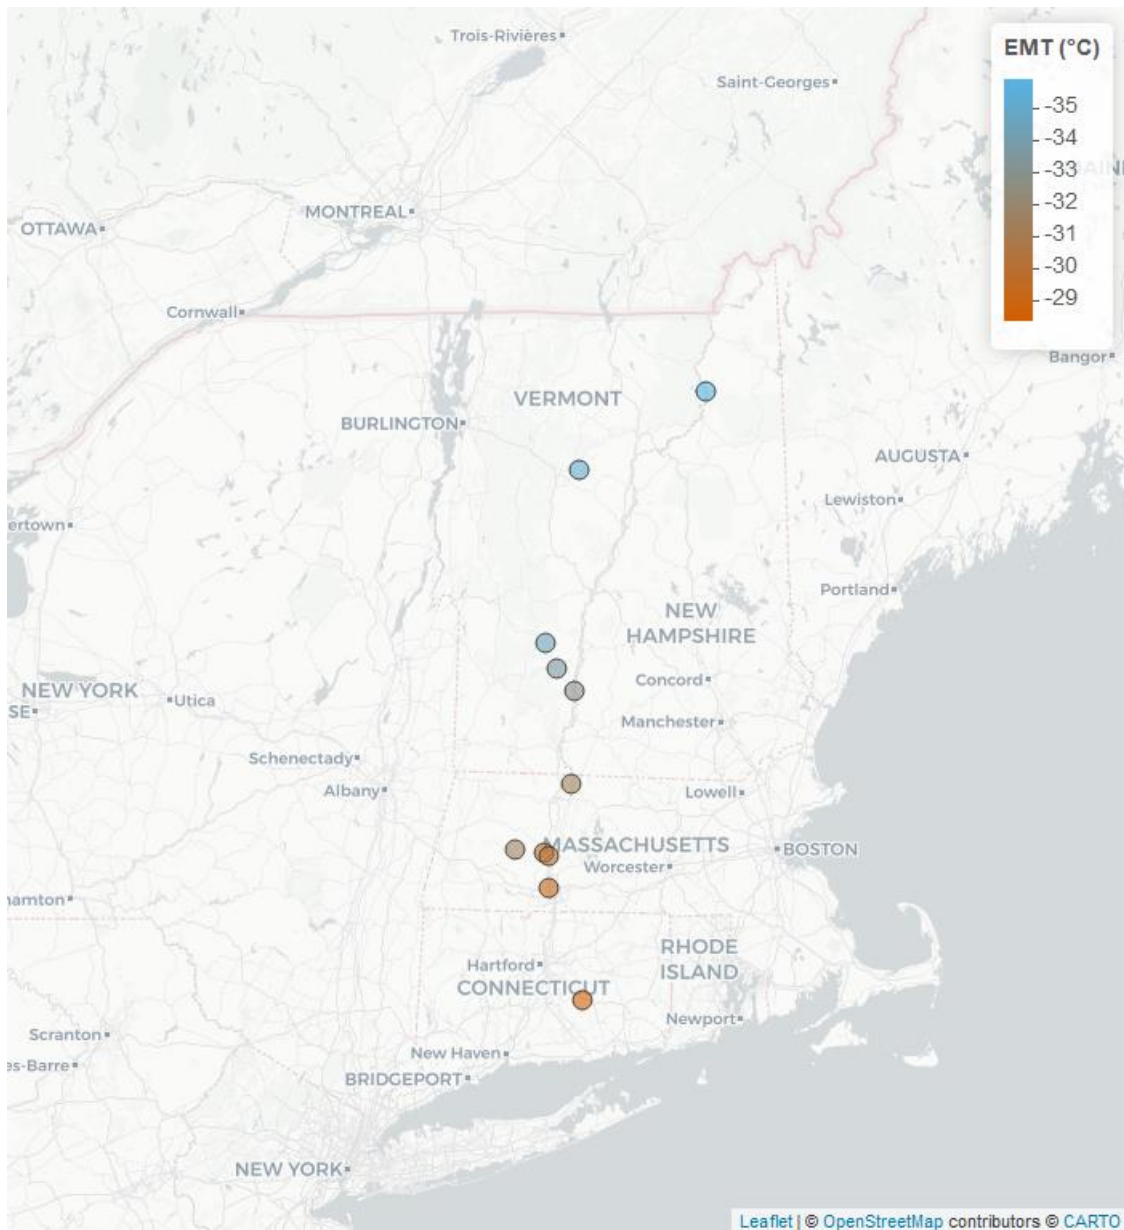 Trois-Rivières
EMT (°C)
Saint-Georges
-35
-34
-33
-32
-31
-30
-29
MONTREAL
OTTAWA
Cornwall
Bangor
VERMONT
BURLINGTON
AUGUSTA
Lewiston
ertown
Portland
NEW
HAMPSHIRE
Concord
NEW YORK
Utica
SE
Manchester
Schenectady
Albany
Lowell
MASSACHUSETTS
BOSTON
Worcester
hamton
RHODE
ISLAND
Hartford
CONNECTICUT
Newport
Scranton
New Haven
es-Barre
BRIDGEPORT
NEW YORK
Leaflet | © OpenStreetMap contributors © CARTO